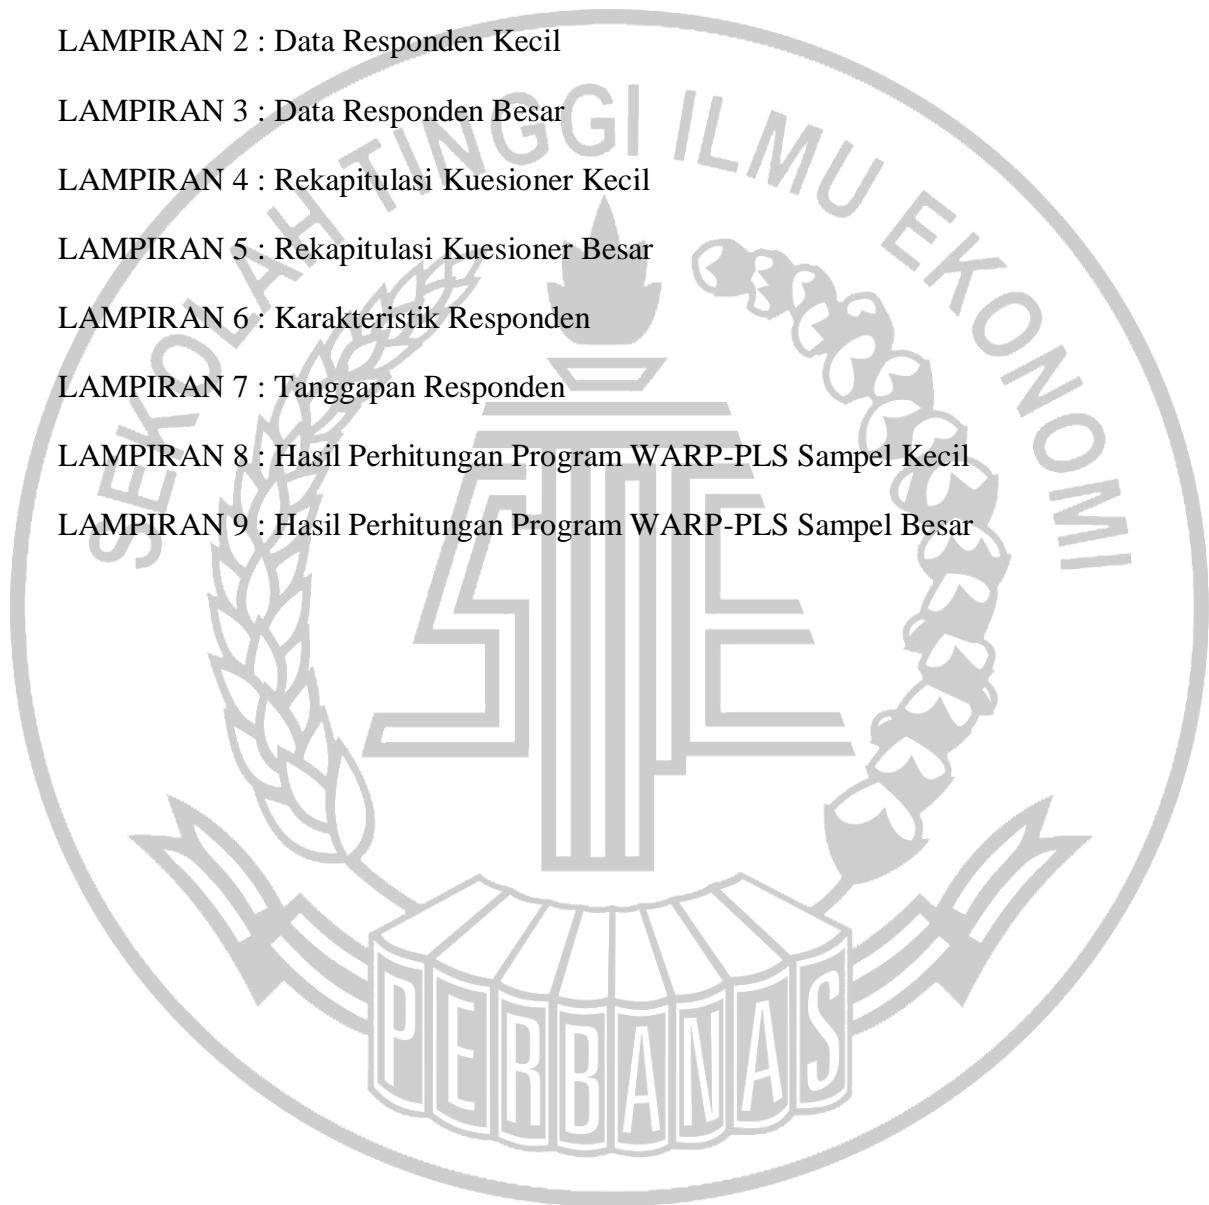 LAMPIRAN 2 : Data Responden Kecil
LAMPIRAN 3 : Data Responden Besar
LAMPIRAN 4 : Rekapitulasi Kuesioner Kecil
LAMPIRAN 5 : Rekapitulasi Kuesioner Besar
LAMPIRAN 6 : Karakteristik Responden
LAMPIRAN 7 : Tanggapan Responden
LAMPIRAN 8 : Hasil Perhitungan Program WARP-PLS Sampel Kecil
LAMPIRAN 9 : Hasil Perhitungan Program WARP-PLS Sampel Besar
SEKOLAH TINGGI ILMU EKONOMI
STIE
PERBANAS